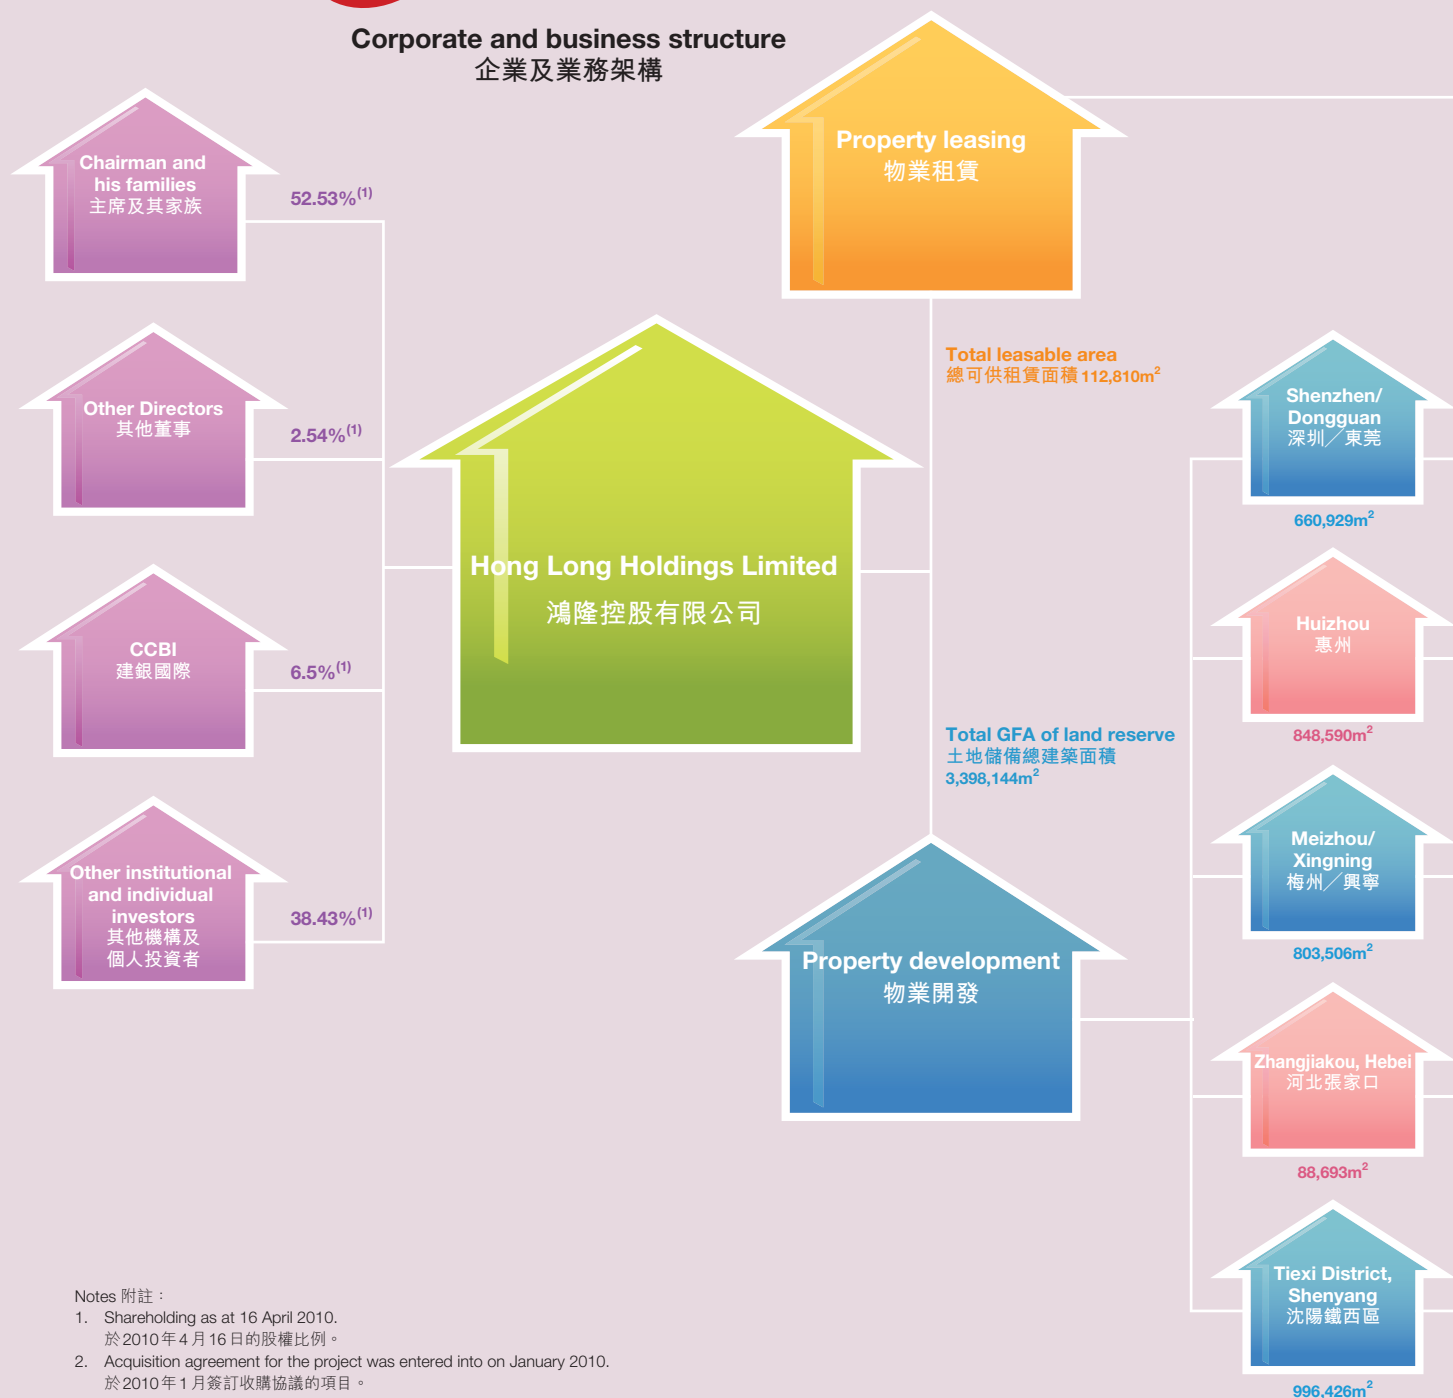 Corporate and business structure
企業及業務架構
Chairman and
his families
主席及其家族
52.53%(1)
Other Directors
其他董事
2.54%(1)
CCBI
建銀國際
6.5%(1)
Other institutional
and individual
investors
其他機構及
個人投資者
38.43%(1)
Hong Long Holdings Limited
鴻隆控股有限公司
Property leasing
物業租賃
Total leasable area
總可供租賃面積 112,810m²
Total GFA of land reserve
土地儲備總建築面積
3,398,144m²
Property development
物業開發
Shenzhen/
Dongguan
深圳／東莞
660,929m²
Huizhou
惠州
848,590m²
Meizhou/
Xingning
梅州／興寧
803,506m²
Zhangjiakou, Hebei
河北張家口
88,693m²
Tiexi District,
Shenyang
沈陽鐵西區
996,426m²
Notes 附註：
1. Shareholding as at 16 April 2010.
於2010年4月16日的股權比例。
2. Acquisition agreement for the project was entered into on January 2010.
於2010年1月簽訂收購協議的項目。